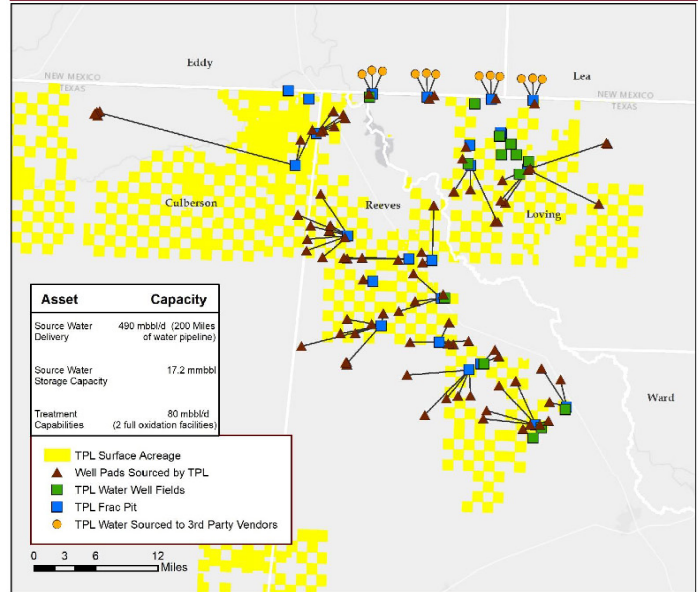 Eddy
Lea
NEW MEXICO
TEXAS
NEW MEXICO
TEXAS
Culberson
Reeves
Loving
Ward
Asset Capacity
Source Water Delivery 490 mbbl/d (200 Miles of water pipeline)
Source Water Storage Capacity 17.2 mmbbl
Treatment Capabilities 80 mbbl/d (2 full oxidation facilities)
TPL Surface Acreage
Well Pads Sourced by TPL
TPL Water Well Fields
TPL Frac Pit
TPL Water Sourced to 3rd Party Vendors
0 3 6 12
Miles